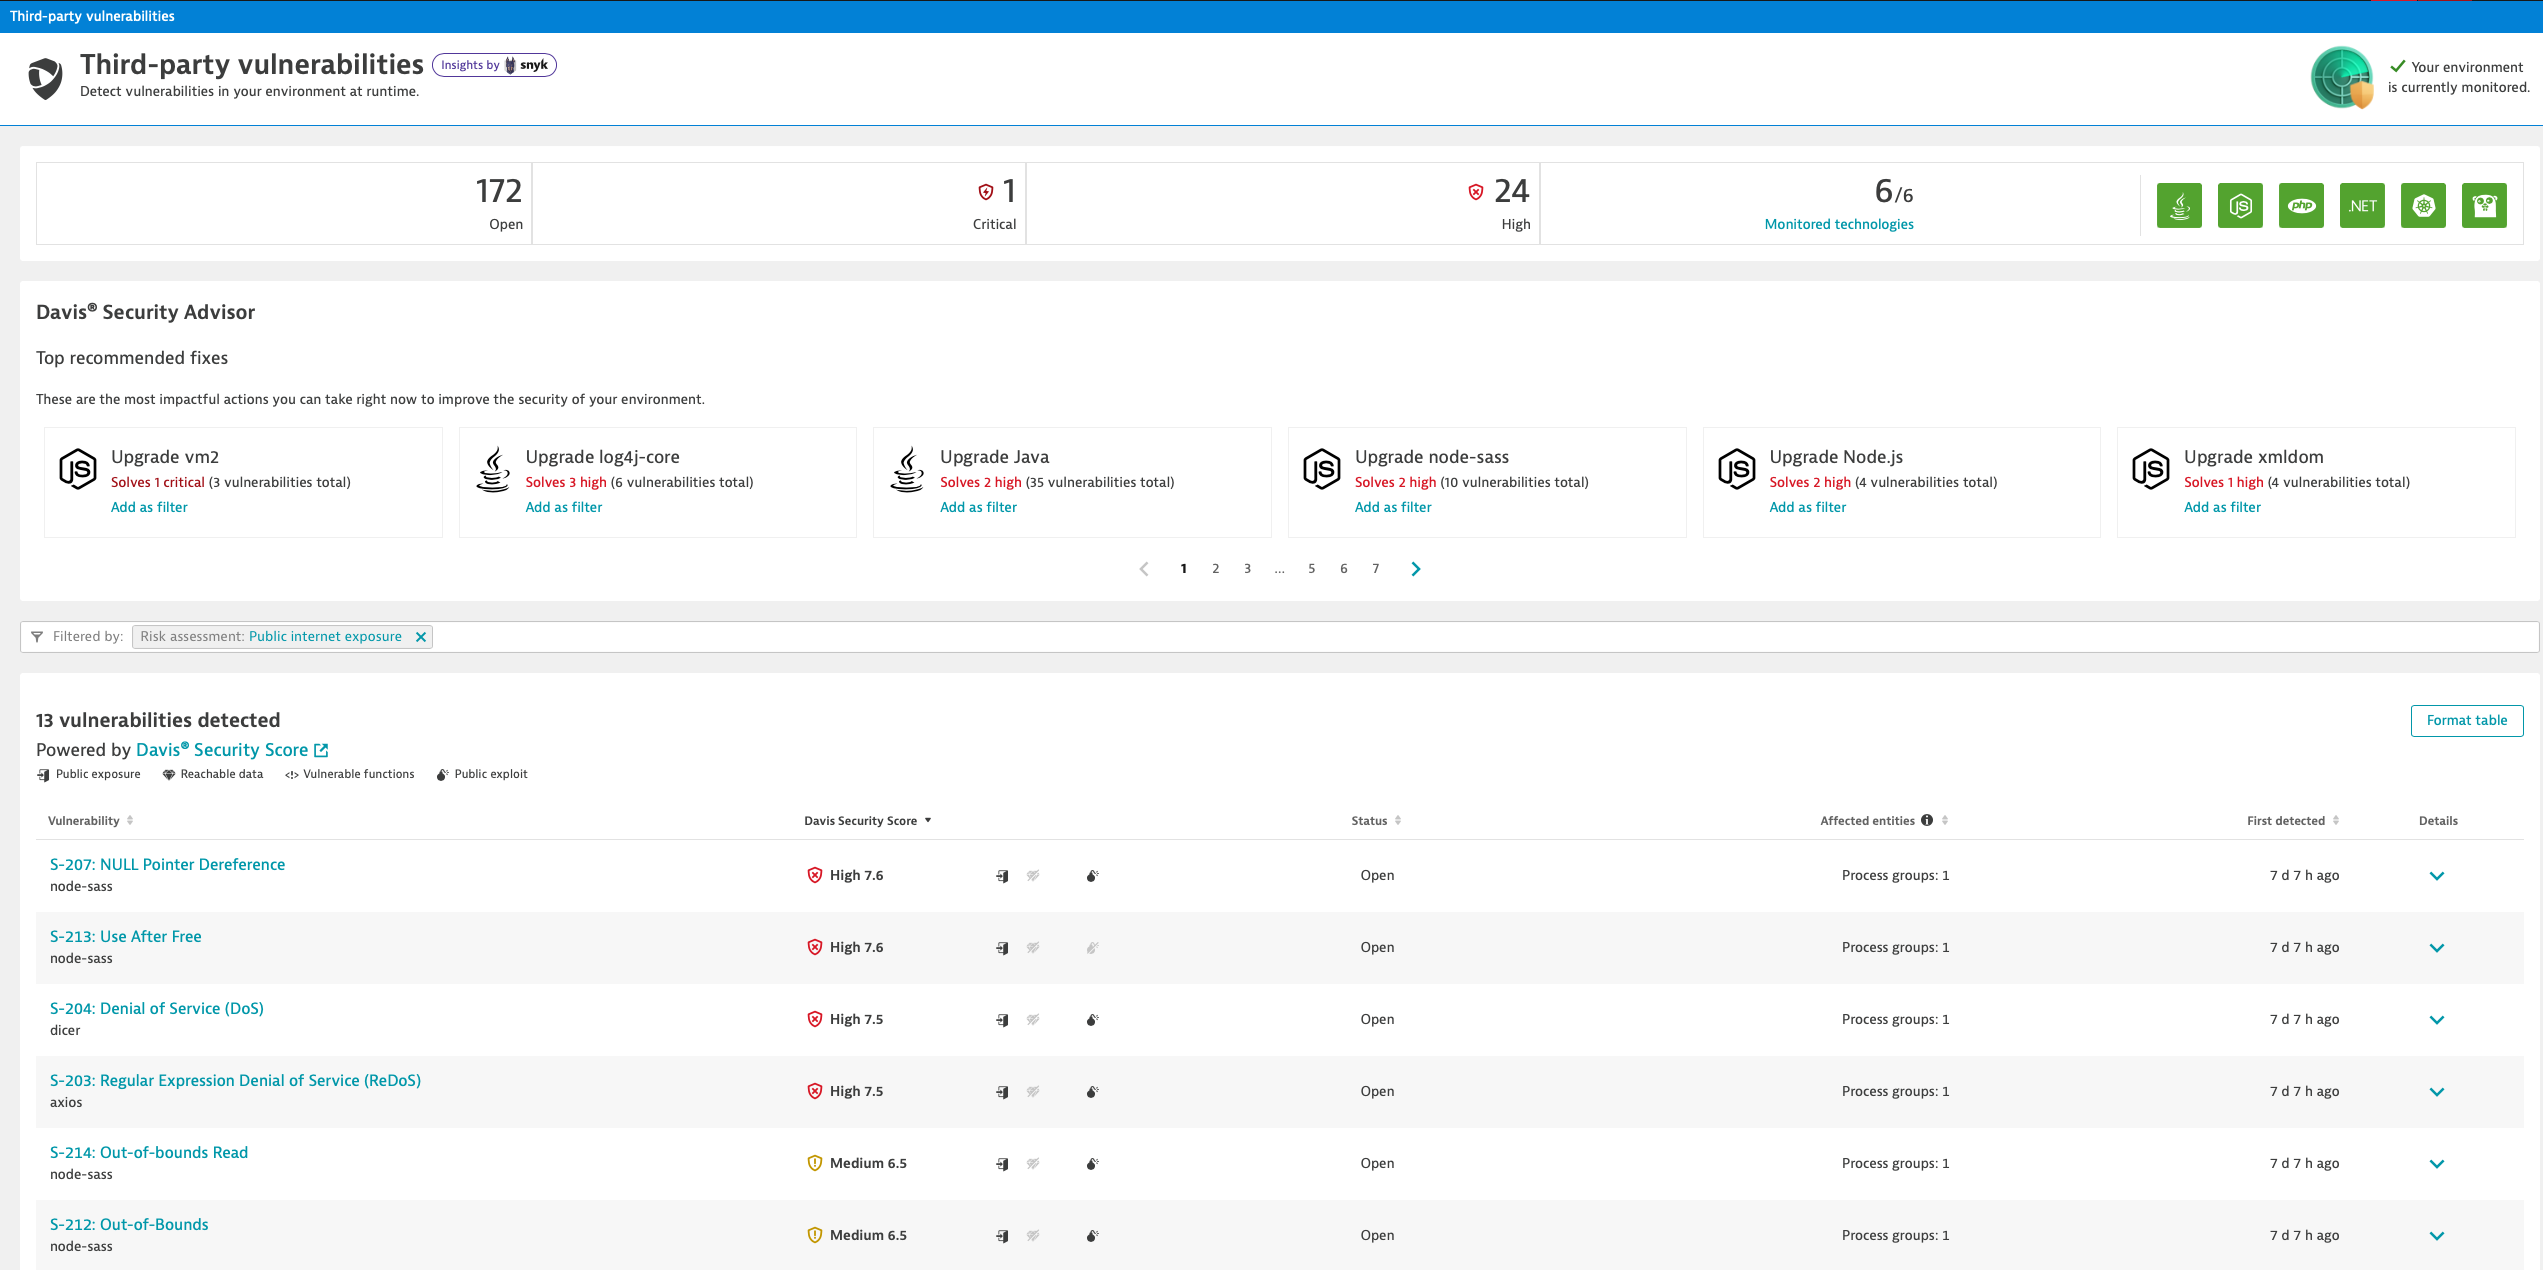 Third-party vulnerabilities
Third-party vulnerabilities Insights by snyk
Detect vulnerabilities in your environment at runtime.
Your environment
is currently monitored.
172
Open
1
Critical
24
High
6/6
Monitored technologies
JS
php
.NET
Davis® Security Advisor
Top recommended fixes
These are the most impactful actions you can take right now to improve the security of your environment.
JS
Upgrade vm2
Solves 1 critical (3 vulnerabilities total)
Add as filter
Upgrade log4j-core
Solves 3 high (6 vulnerabilities total)
Add as filter
Upgrade Java
Solves 2 high (35 vulnerabilities total)
Add as filter
JS
Upgrade node-sass
Solves 2 high (10 vulnerabilities total)
Add as filter
JS
Upgrade Node.js
Solves 2 high (4 vulnerabilities total)
Add as filter
JS
Upgrade xmldom
Solves 1 high (4 vulnerabilities total)
Add as filter
1 2 3 ... 5 6 7
Filtered by: Risk assessment: Public internet exposure
13 vulnerabilities detected
Format table
Powered by Davis® Security Score
Public exposure Reachable data Vulnerable functions Public exploit
Vulnerability Davis Security Score Status Affected entities First detected Details
S-207: NULL Pointer Dereference
node-sass
High 7.6 Open Process groups: 1 7 d 7 h ago
S-213: Use After Free
node-sass
High 7.6 Open Process groups: 1 7 d 7 h ago
S-204: Denial of Service (DoS)
dicer
High 7.5 Open Process groups: 1 7 d 7 h ago
S-203: Regular Expression Denial of Service (ReDoS)
axios
High 7.5 Open Process groups: 1 7 d 7 h ago
S-214: Out-of-bounds Read
node-sass
Medium 6.5 Open Process groups: 1 7 d 7 h ago
S-212: Out-of-Bounds
node-sass
Medium 6.5 Open Process groups: 1 7 d 7 h ago